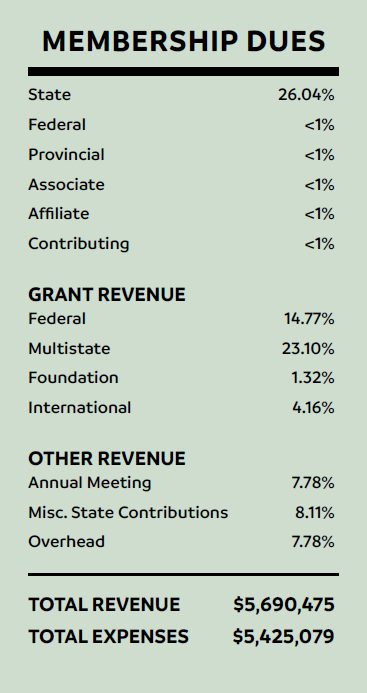 MEMBERSHIP DUES
State 26.04%
Federal <1%
Provincial <1%
Associate <1%
Affiliate <1%
Contributing <1%
GRANT REVENUE
Federal 14.77%
Multistate 23.10%
Foundation 1.32%
International 4.16%
OTHER REVENUE
Annual Meeting 7.78%
Misc. State Contributions 8.11%
Overhead 7.78%
TOTAL REVENUE $5,690,475
TOTAL EXPENSES $5,425,079